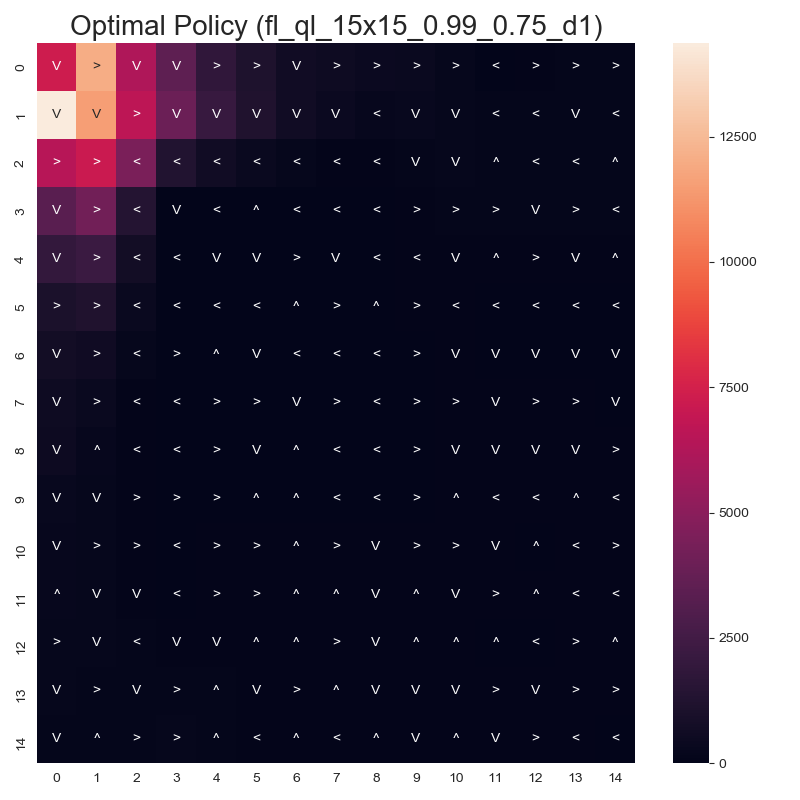 Optimal Policy (fl_ql_15x15_0.99_0.75_d1)
0 V > V V > > V > > > > < > > >
1 V V > V V V V V < V V < < V <
2 > > < < < < < < < V V ^ < < ^
3 V > < V < ^ < < < > > > V > <
4 V > < < V V > V < < V ^ > V ^
5 > > < < < < ^ > ^ > < < < < <
6 V > < > ^ V < < < > V V V V V
7 V > < < > > V > < > > V > > V
8 V ^ < < > V ^ < < > V V V V >
9 V V > > > ^ ^ < < > ^ < < ^ <
10 V > > < > > ^ > V > > V ^ < >
11 ^ V V < > > ^ ^ V ^ V > ^ < <
12 > V < V V ^ ^ > V ^ ^ ^ < > ^
13 V > V > ^ V > ^ V V V > V > >
14 V ^ > > ^ < ^ < ^ V ^ V > < <
0 1 2 3 4 5 6 7 8 9 10 11 12 13 14
12500
10000
7500
5000
2500
0